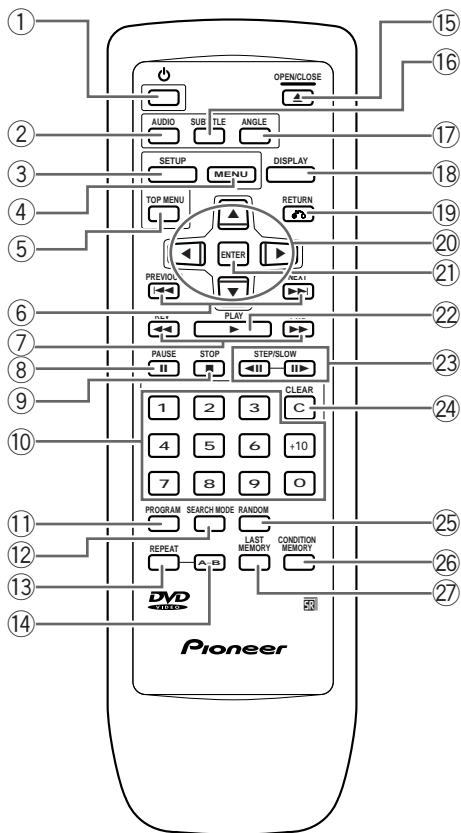 ①
⑮
⑯
OPEN/CLOSE
②
AUDIO SUBTITLE ANGLE
⑰
③
SETUP
MENU
DISPLAY
⑱
④
TOP MENU
RETURN
⑲
⑤
ENTER
⑳
㉑
PREVIOUS
NEXT
⑥
REV PLAY FWD
㉒
⑦
PAUSE STOP STEP/SLOW
⑧
㉓
⑨
CLEAR
1 2 3 C
㉔
⑩
4 5 6 +10
7 8 9 0
PROGRAM SEARCH MODE RANDOM
⑪
㉕
⑫
REPEAT
A-B
LAST MEMORY
CONDITION MEMORY
㉖
⑬
㉗
⑭
DVD
VIDEO
SR
Pioneer